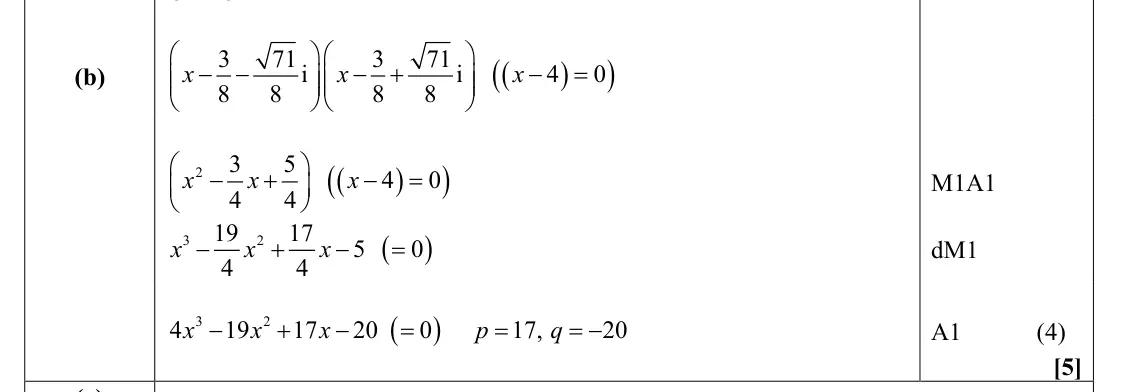 (b) (x − 3/8 − √71/8 i)(x − 3/8 + √71/8 i) ((x − 4) = 0)
(x² − 3/4 x + 5/4) ((x − 4) = 0) M1A1
x³ − 19/4 x² + 17/4 x − 5 (= 0) dM1
4x³ − 19x² + 17x − 20 (= 0) p = 17, q = −20 A1 (4)
[5]